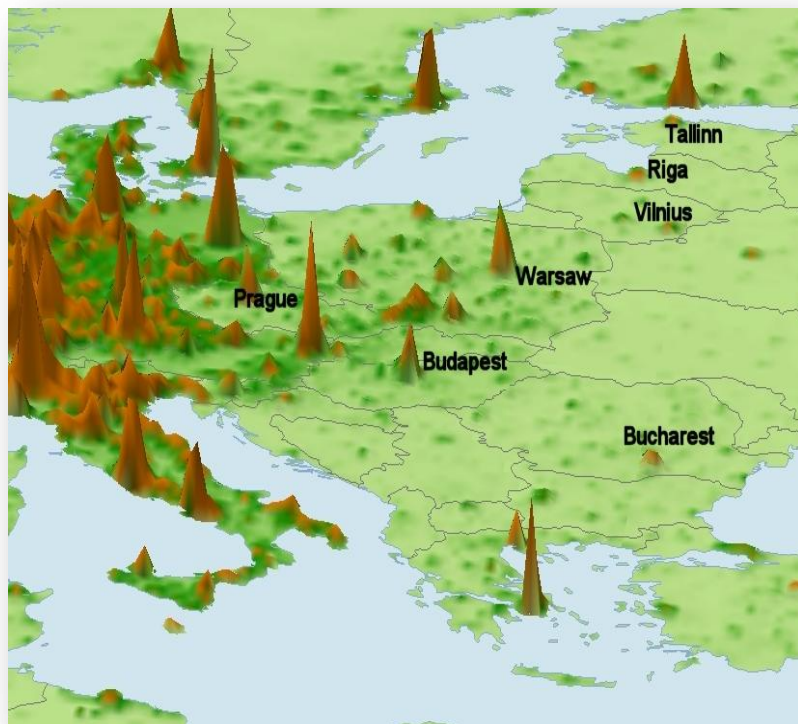 Tallinn
Riga
Vilnius
Warsaw
Prague
Budapest
Bucharest